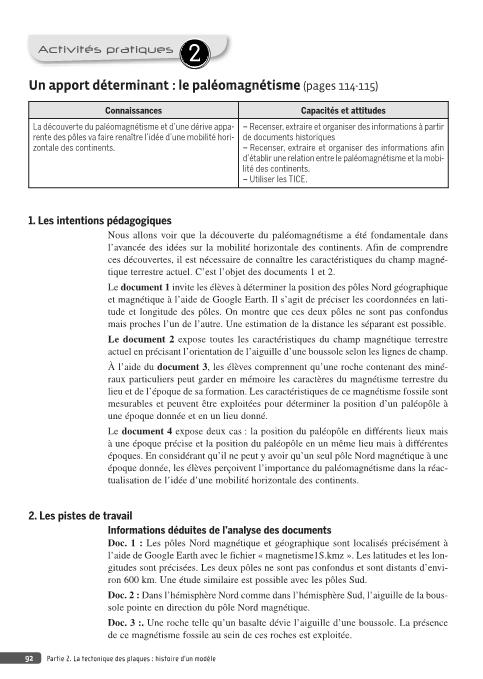 Activités pratiques 2
Un apport déterminant : le paléomagnétisme (pages 114-115)
Connaissances
Capacités et attitudes
La découverte du paléomagnétisme et d'une dérive appa-
rente des pôles va faire renaître l'idée d'une mobilité hori-
zontale des continents.
– Recenser, extraire et organiser des informations à partir
de documents historiques
– Recenser, extraire et organiser des informations afin
d'établir une relation entre le paléomagnétisme et la mobi-
lité des continents.
– Utiliser les TICE.
1. Les intentions pédagogiques
Nous allons voir que la découverte du paléomagnétisme a été fondamentale dans
l'avancée des idées sur la mobilité horizontale des continents. Afin de comprendre
ces découvertes, il est nécessaire de connaître les caractéristiques du champ magné-
tique terrestre actuel. C'est l'objet des documents 1 et 2.
Le document 1 invite les élèves à déterminer la position des pôles Nord géographique
et magnétique à l'aide de Google Earth. Il s'agit de préciser les coordonnées en lati-
tude et longitude des pôles. On montre que ces deux pôles ne sont pas confondus
mais proches l'un de l'autre. Une estimation de la distance les séparant est possible.
Le document 2 expose toutes les caractéristiques du champ magnétique terrestre
actuel en précisant l'orientation de l'aiguille d'une boussole selon les lignes de champ.
À l'aide du document 3, les élèves comprennent qu'une roche contenant des miné-
raux particuliers peut garder en mémoire les caractères du magnétisme terrestre du
lieu et de l'époque de sa formation. Les caractéristiques de ce magnétisme fossile sont
mesurables et peuvent être exploitées pour déterminer la position d'un paléopôle à
une époque donnée et en un lieu donné.
Le document 4 expose deux cas : la position du paléopôle en différents lieux mais
à une époque précise et la position du paléopôle en un même lieu mais à différentes
époques. En considérant qu'il ne peut y avoir qu'un seul pôle Nord magnétique à une
époque donnée, les élèves perçoivent l'importance du paléomagnétisme dans la réac-
tualisation de l'idée d'une mobilité horizontale des continents.
2. Les pistes de travail
Informations déduites de l'analyse des documents
Doc. 1 : Les pôles Nord magnétique et géographique sont localisés précisément à
l'aide de Google Earth avec le fichier « magnetisme1S.kmz ». Les latitudes et les lon-
gitudes sont précisées. Les deux pôles ne sont pas confondus et sont distants d'envi-
ron 600 km. Une étude similaire est possible avec les pôles Sud.
Doc. 2 : Dans l'hémisphère Nord comme dans l'hémisphère Sud, l'aiguille de la bous-
sole pointe en direction du pôle Nord magnétique.
Doc. 3 :. Une roche telle qu'un basalte dévie l'aiguille d'une boussole. La présence
de ce magnétisme fossile au sein de ces roches est exploitée.
92 Partie 2. La tectonique des plaques : histoire d'un modèle